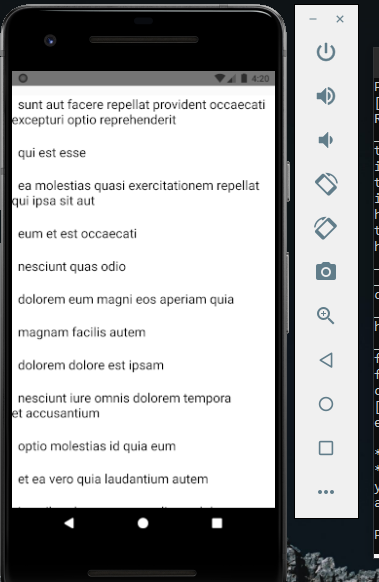 4:20
sunt aut facere repellat provident occaecati
excepturi optio reprehenderit
qui est esse
ea molestias quasi exercitationem repellat
qui ipsa sit aut
eum et est occaecati
nesciunt quas odio
dolorem eum magni eos aperiam quia
magnam facilis autem
dolorem dolore est ipsam
nesciunt iure omnis dolorem tempora
et accusantium
optio molestias id quia eum
et ea vero quia laudantium autem